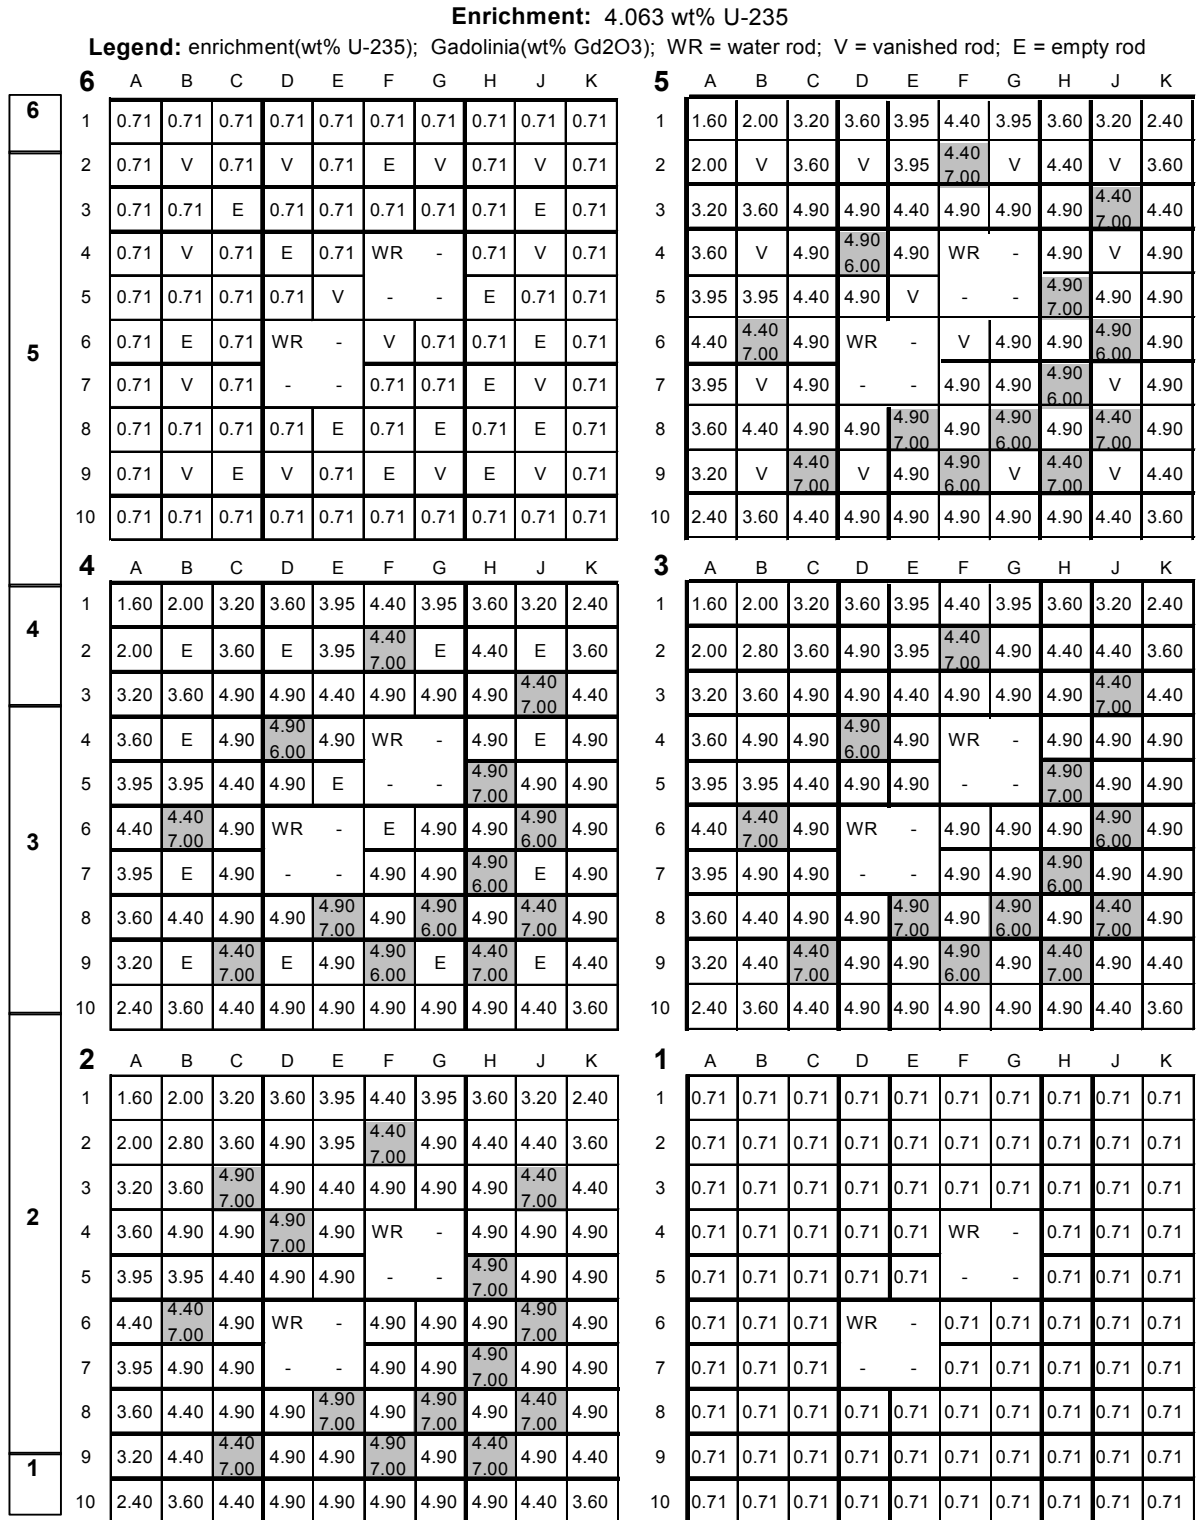 Enrichment: 4.063 wt% U-235
Legend: enrichment(wt% U-235); Gadolinia(wt% Gd2O3); WR = water rod; V = vanished rod; E = empty rod
6
5
4
3
2
1
6 A B C D E F G H J K
1 0.71 0.71 0.71 0.71 0.71 0.71 0.71 0.71 0.71 0.71
2 0.71 V 0.71 V 0.71 E V 0.71 V 0.71
3 0.71 0.71 E 0.71 0.71 0.71 0.71 0.71 E 0.71
4 0.71 V 0.71 E 0.71 WR - 0.71 V 0.71
5 0.71 0.71 0.71 0.71 V - - E 0.71 0.71
6 0.71 E 0.71 WR - V 0.71 0.71 E 0.71
7 0.71 V 0.71 - - 0.71 0.71 E V 0.71
8 0.71 0.71 0.71 0.71 E 0.71 E 0.71 E 0.71
9 0.71 V E V 0.71 E V E V 0.71
10 0.71 0.71 0.71 0.71 0.71 0.71 0.71 0.71 0.71 0.71
5 A B C D E F G H J K
1 1.60 2.00 3.20 3.60 3.95 4.40 3.95 3.60 3.20 2.40
2 2.00 V 3.60 V 3.95 4.40 7.00 V 4.40 V 3.60
3 3.20 3.60 4.90 4.90 4.40 4.90 4.90 4.90 4.40 7.00 4.40
4 3.60 V 4.90 4.90 6.00 4.90 WR - 4.90 V 4.90
5 3.95 3.95 4.40 4.90 V - - 4.90 7.00 4.90 4.90
6 4.40 4.40 7.00 4.90 WR - V 4.90 4.90 4.90 6.00 4.90
7 3.95 V 4.90 - - 4.90 4.90 4.90 6.00 V 4.90
8 3.60 4.40 4.90 4.90 4.90 7.00 4.90 4.90 6.00 4.90 4.40 7.00 4.90
9 3.20 V 4.40 7.00 V 4.90 4.90 6.00 V 4.40 7.00 V 4.40
10 2.40 3.60 4.40 4.90 4.90 4.90 4.90 4.90 4.40 3.60
4 A B C D E F G H J K
1 1.60 2.00 3.20 3.60 3.95 4.40 3.95 3.60 3.20 2.40
2 2.00 E 3.60 E 3.95 4.40 7.00 E 4.40 E 3.60
3 3.20 3.60 4.90 4.90 4.40 4.90 4.90 4.90 4.40 7.00 4.40
4 3.60 E 4.90 4.90 6.00 4.90 WR - 4.90 E 4.90
5 3.95 3.95 4.40 4.90 E - - 4.90 7.00 4.90 4.90
6 4.40 4.40 7.00 4.90 WR - E 4.90 4.90 4.90 6.00 4.90
7 3.95 E 4.90 - - 4.90 4.90 4.90 6.00 E 4.90
8 3.60 4.40 4.90 4.90 4.90 7.00 4.90 4.90 6.00 4.90 4.40 7.00 4.90
9 3.20 E 4.40 7.00 E 4.90 4.90 6.00 E 4.40 7.00 E 4.40
10 2.40 3.60 4.40 4.90 4.90 4.90 4.90 4.90 4.40 3.60
3 A B C D E F G H J K
1 1.60 2.00 3.20 3.60 3.95 4.40 3.95 3.60 3.20 2.40
2 2.00 2.80 3.60 4.90 3.95 4.40 7.00 4.90 4.40 4.40 3.60
3 3.20 3.60 4.90 4.90 4.40 4.90 4.90 4.90 4.40 7.00 4.40
4 3.60 4.90 4.90 4.90 6.00 4.90 WR - 4.90 4.90 4.90
5 3.95 3.95 4.40 4.90 4.90 - - 4.90 7.00 4.90 4.90
6 4.40 4.40 7.00 4.90 WR - 4.90 4.90 4.90 4.90 6.00 4.90
7 3.95 4.90 4.90 - - 4.90 4.90 4.90 6.00 4.90 4.90
8 3.60 4.40 4.90 4.90 4.90 7.00 4.90 4.90 6.00 4.90 4.40 7.00 4.90
9 3.20 4.40 4.40 7.00 4.90 4.90 4.90 6.00 4.90 4.40 7.00 4.90 4.40
10 2.40 3.60 4.40 4.90 4.90 4.90 4.90 4.90 4.40 3.60
2 A B C D E F G H J K
1 1.60 2.00 3.20 3.60 3.95 4.40 3.95 3.60 3.20 2.40
2 2.00 2.80 3.60 4.90 3.95 4.40 7.00 4.90 4.40 4.40 3.60
3 3.20 3.60 4.90 7.00 4.90 4.40 4.90 4.90 4.90 4.40 7.00 4.40
4 3.60 4.90 4.90 4.90 7.00 4.90 WR - 4.90 4.90 4.90
5 3.95 3.95 4.40 4.90 4.90 - - 4.90 7.00 4.90 4.90
6 4.40 4.40 7.00 4.90 WR - 4.90 4.90 4.90 4.90 7.00 4.90
7 3.95 4.90 4.90 - - 4.90 4.90 4.90 7.00 4.90 4.90
8 3.60 4.40 4.90 4.90 4.90 7.00 4.90 4.90 7.00 4.90 4.40 7.00 4.90
9 3.20 4.40 4.40 7.00 4.90 4.90 4.90 7.00 4.90 4.40 7.00 4.90 4.40
10 2.40 3.60 4.40 4.90 4.90 4.90 4.90 4.90 4.40 3.60
1 A B C D E F G H J K
1 0.71 0.71 0.71 0.71 0.71 0.71 0.71 0.71 0.71 0.71
2 0.71 0.71 0.71 0.71 0.71 0.71 0.71 0.71 0.71 0.71
3 0.71 0.71 0.71 0.71 0.71 0.71 0.71 0.71 0.71 0.71
4 0.71 0.71 0.71 0.71 0.71 WR - 0.71 0.71 0.71
5 0.71 0.71 0.71 0.71 0.71 - - 0.71 0.71 0.71
6 0.71 0.71 0.71 WR - 0.71 0.71 0.71 0.71 0.71
7 0.71 0.71 0.71 - - 0.71 0.71 0.71 0.71 0.71
8 0.71 0.71 0.71 0.71 0.71 0.71 0.71 0.71 0.71 0.71
9 0.71 0.71 0.71 0.71 0.71 0.71 0.71 0.71 0.71 0.71
10 0.71 0.71 0.71 0.71 0.71 0.71 0.71 0.71 0.71 0.71